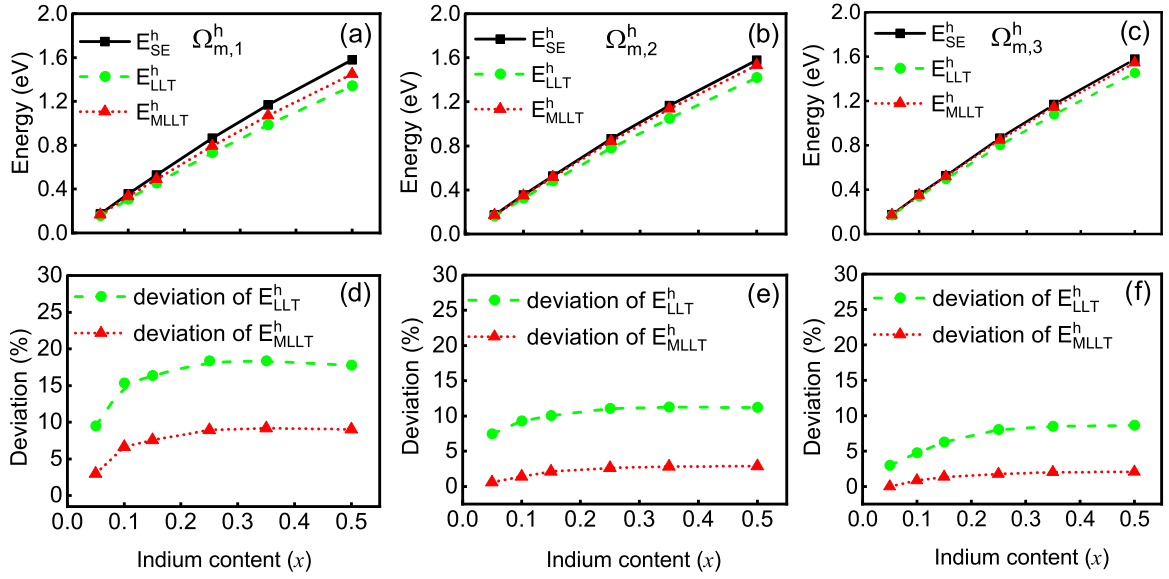 (a)
Ω^h_m,1
E^h_SE
E^h_LLT
E^h_MLLT
Energy (eV)
2.0
1.6
1.2
0.8
0.4
0.0
(b)
Ω^h_m,2
E^h_SE
E^h_LLT
E^h_MLLT
Energy (eV)
2.0
1.6
1.2
0.8
0.4
0.0
(c)
Ω^h_m,3
E^h_SE
E^h_LLT
E^h_MLLT
Energy (eV)
2.0
1.6
1.2
0.8
0.4
0.0
(d)
deviation of E^h_LLT
deviation of E^h_MLLT
Deviation (%)
30
25
20
15
10
5
0
0.0 0.1 0.2 0.3 0.4 0.5
Indium content (x)
(e)
deviation of E^h_LLT
deviation of E^h_MLLT
Deviation (%)
30
25
20
15
10
5
0
0.0 0.1 0.2 0.3 0.4 0.5
Indium content (x)
(f)
deviation of E^h_LLT
deviation of E^h_MLLT
Deviation (%)
30
25
20
15
10
5
0
0.0 0.1 0.2 0.3 0.4 0.5
Indium content (x)